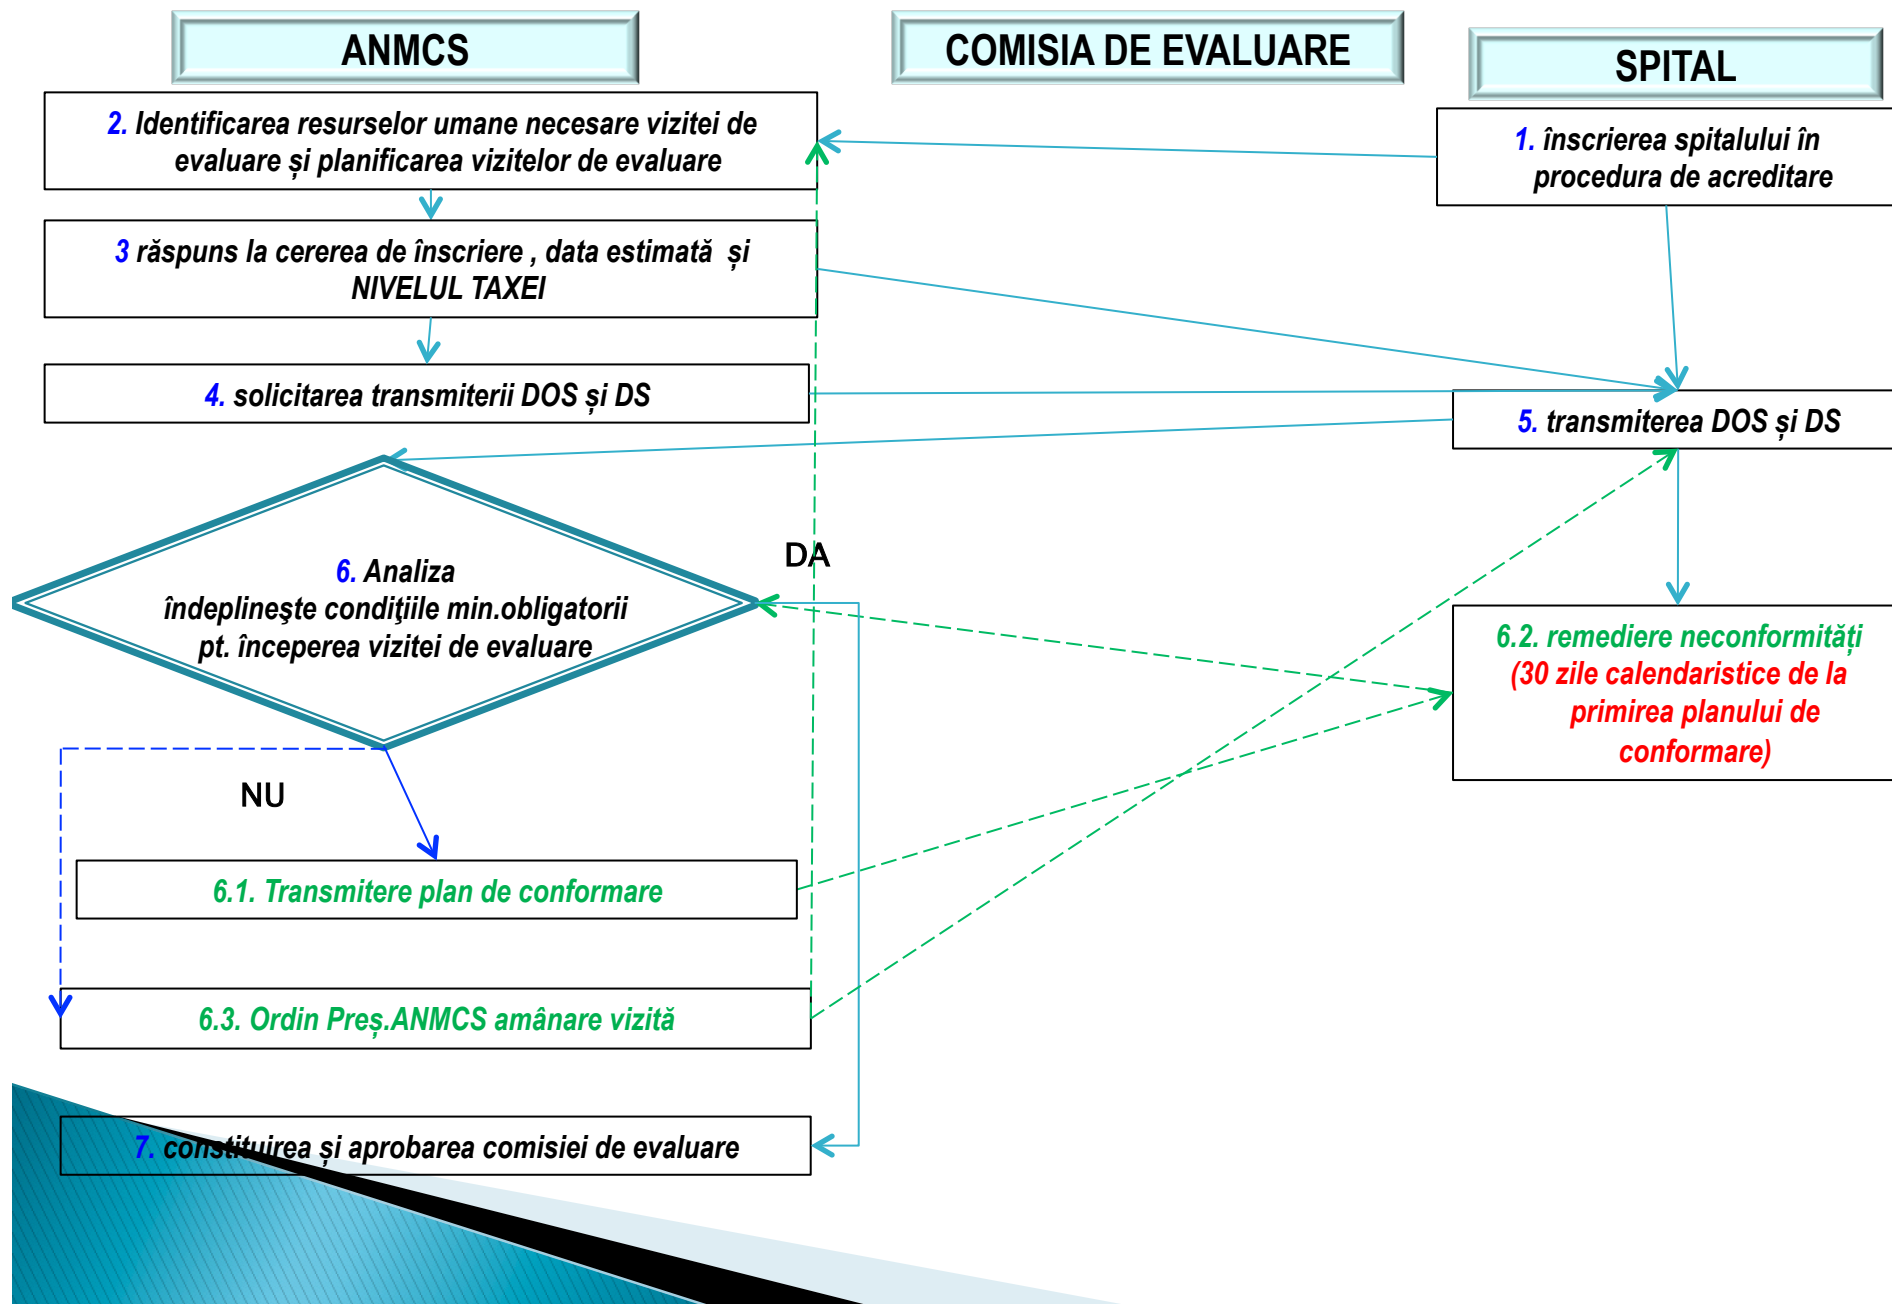 ANMCS
COMISIA DE EVALUARE
SPITAL
2. Identificarea resurselor umane necesare vizitei de
evaluare și planificarea vizitelor de evaluare
1. înscrierea spitalului în
procedura de acreditare
3 răspuns la cererea de înscriere , data estimată și
NIVELUL TAXEI
4. solicitarea transmiterii DOS și DS
5. transmiterea DOS și DS
6. Analiza
îndeplineşte condiţiile min.obligatorii
pt. începerea vizitei de evaluare
DA
6.2. remediere neconformități
(30 zile calendaristice de la
primirea planului de
conformare)
NU
6.1. Transmitere plan de conformare
6.3. Ordin Preș.ANMCS amânare vizită
7. constituirea și aprobarea comisiei de evaluare